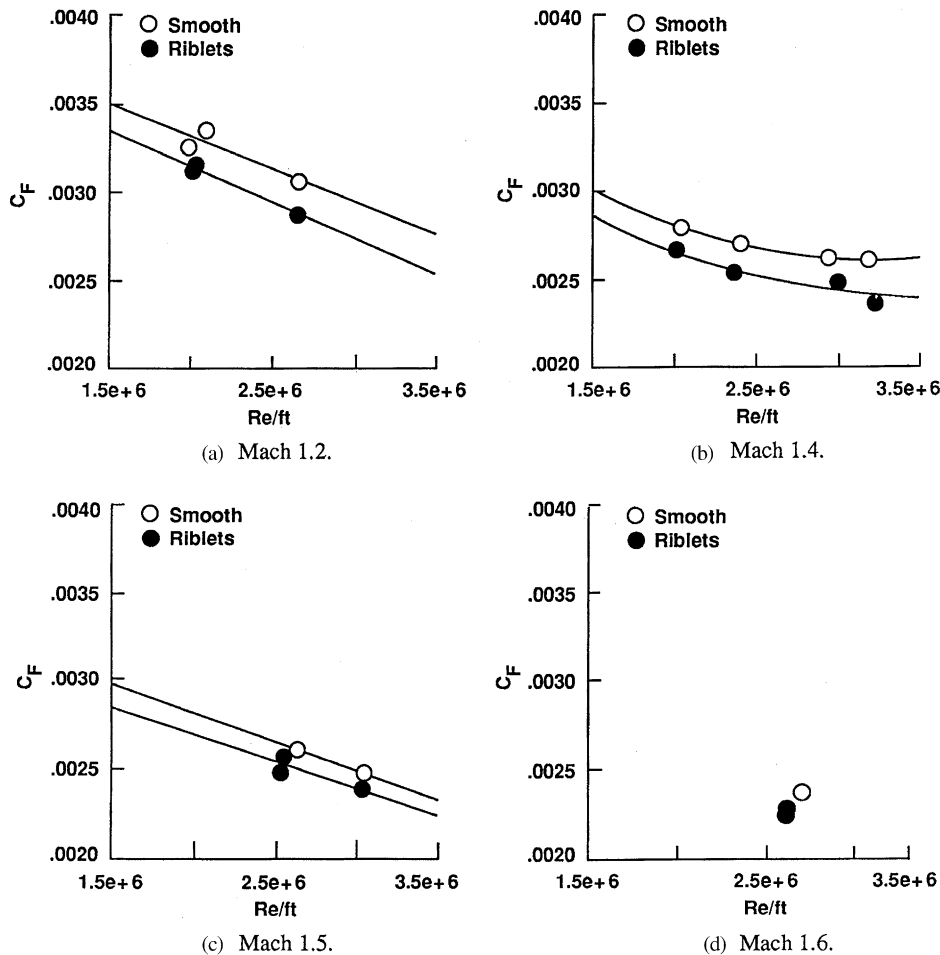 .0040
Smooth
Riblets
.0035
.0030
CF
.0025
.0020
1.5e+ 6
2.5e+ 6
3.5e+ 6
Re/ft
(a) Mach 1.2.
.0040
Smooth
Riblets
.0035
.0030
CF
.0025
.0020
1.5e+ 6
2.5e+ 6
3.5e+ 6
Re/ft
(b) Mach 1.4.
.0040
Smooth
Riblets
.0035
.0030
CF
.0025
.0020
1.5e+ 6
2.5e+ 6
3.5e+ 6
Re/ft
(c) Mach 1.5.
.0040
Smooth
Riblets
.0035
.0030
CF
.0025
.0020
1.5e+ 6
2.5e+ 6
3.5e+ 6
Re/ft
(d) Mach 1.6.